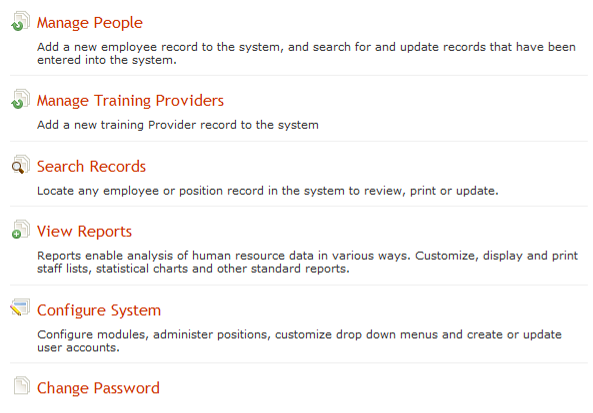 Manage People
Add a new employee record to the system, and search for and update records that have been
entered into the system.
Manage Training Providers
Add a new training Provider record to the system
Search Records
Locate any employee or position record in the system to review, print or update.
View Reports
Reports enable analysis of human resource data in various ways. Customize, display and print
staff lists, statistical charts and other standard reports.
Configure System
Configure modules, administer positions, customize drop down menus and create or update
user accounts.
Change Password